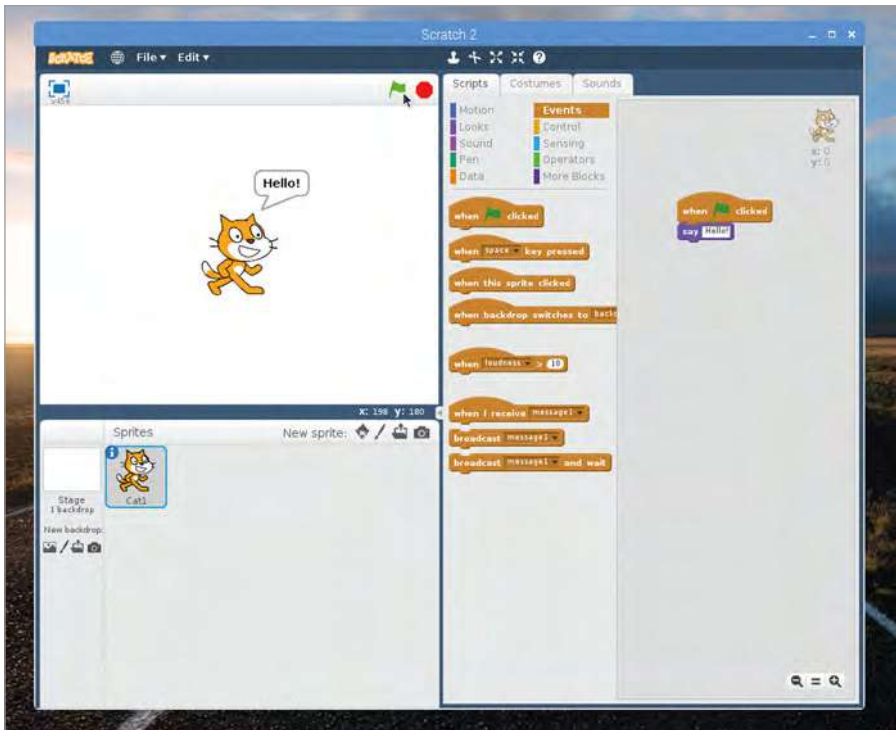 Scratch 2
SCRATCH File Edit
v456
Hello!
x: 198 y: 180
Sprites New sprite:
Stage
1 backdrop
Cat1
New backdrop:
Scripts Costumes Sounds
Motion Events
Looks Control
Sound Sensing
Pen Operators
Data More Blocks
when clicked
when space key pressed
when this sprite clicked
when backdrop switches to
when loudness > 10
when I receive message1
broadcast message1
broadcast message1 and wait
x: 0
y: 0
when clicked
say Hello!